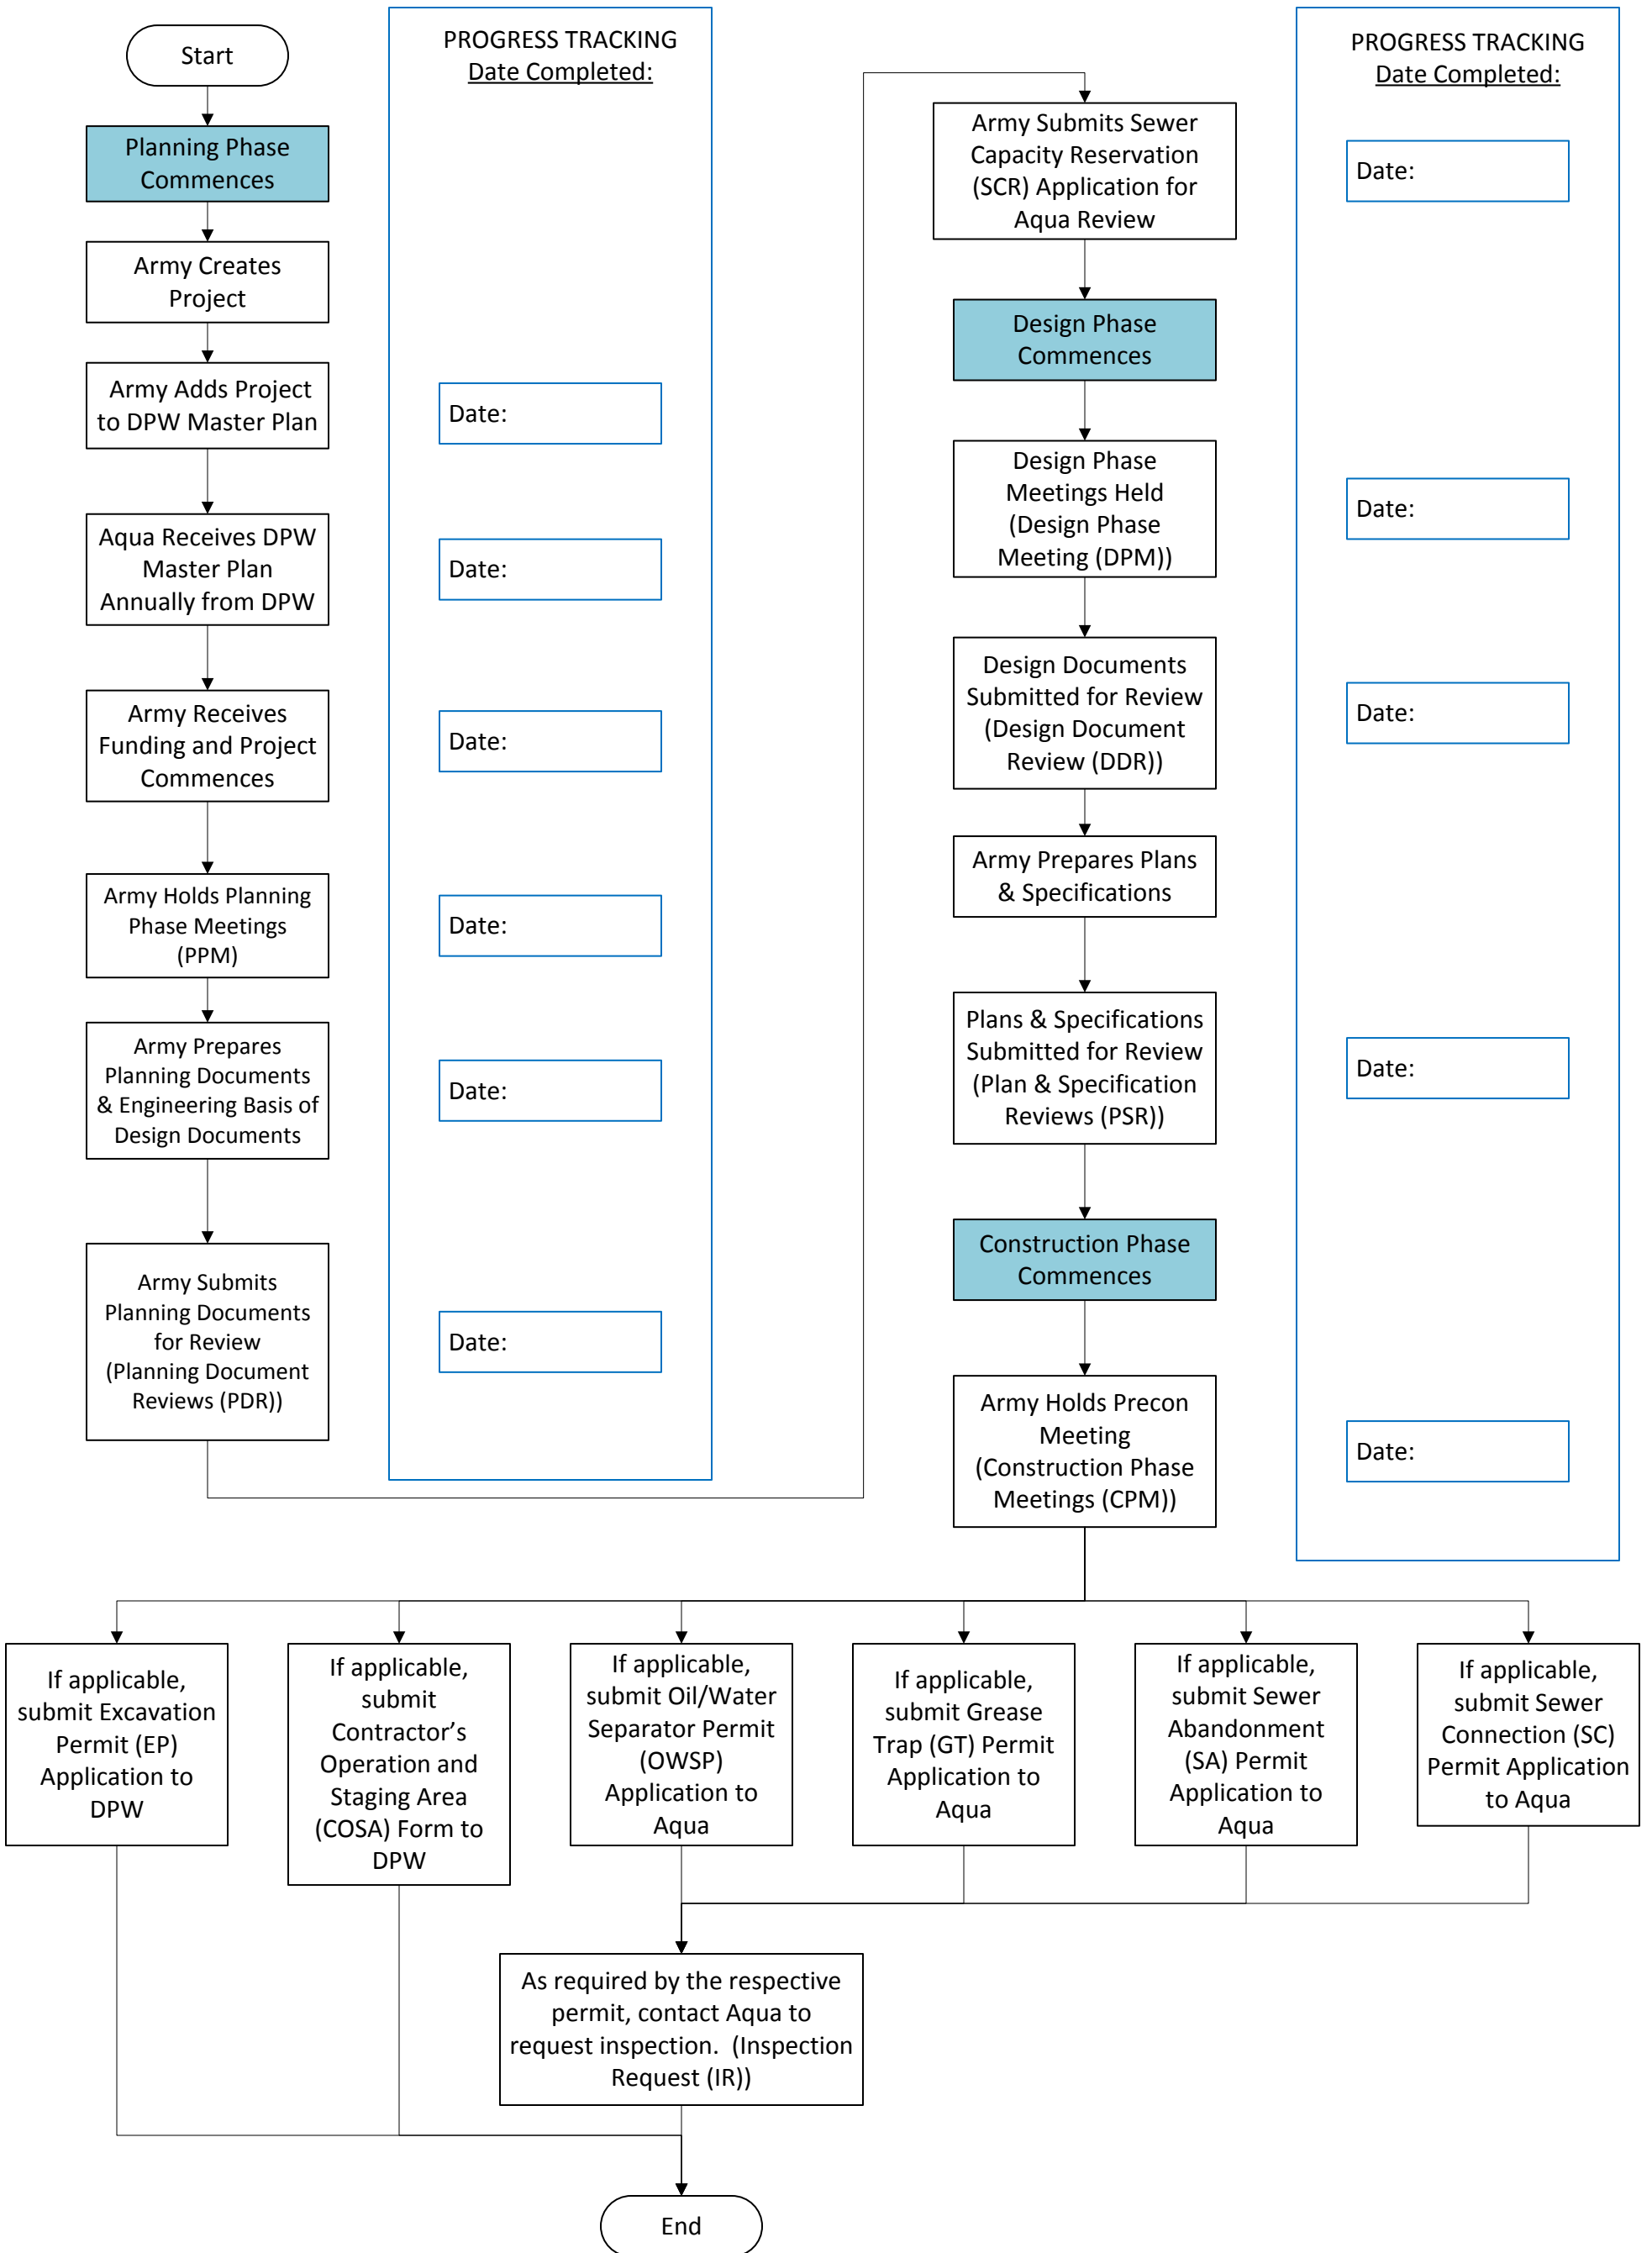 Start
Planning Phase
Commences
Army Creates
Project
Army Adds Project
to DPW Master Plan
Aqua Receives DPW
Master Plan
Annually from DPW
Army Receives
Funding and Project
Commences
Army Holds Planning
Phase Meetings
(PPM)
Army Prepares
Planning Documents
& Engineering Basis of
Design Documents
Army Submits
Planning Documents
for Review
(Planning Document
Reviews (PDR))
PROGRESS TRACKING
Date Completed:
Date:
Date:
Date:
Date:
Date:
Date:
Army Submits Sewer
Capacity Reservation
(SCR) Application for
Aqua Review
Design Phase
Commences
Design Phase
Meetings Held
(Design Phase
Meeting (DPM))
Design Documents
Submitted for Review
(Design Document
Review (DDR))
Army Prepares Plans
& Specifications
Plans & Specifications
Submitted for Review
(Plan & Specification
Reviews (PSR))
Construction Phase
Commences
Army Holds Precon
Meeting
(Construction Phase
Meetings (CPM))
PROGRESS TRACKING
Date Completed:
Date:
Date:
Date:
Date:
Date:
If applicable,
submit Excavation
Permit (EP)
Application to
DPW
If applicable,
submit
Contractor’s
Operation and
Staging Area
(COSA) Form to
DPW
If applicable,
submit Oil/Water
Separator Permit
(OWSP)
Application to
Aqua
If applicable,
submit Grease
Trap (GT) Permit
Application to
Aqua
If applicable,
submit Sewer
Abandonment
(SA) Permit
Application to
Aqua
If applicable,
submit Sewer
Connection (SC)
Permit Application
to Aqua
As required by the respective
permit, contact Aqua to
request inspection.  (Inspection
Request (IR))
End